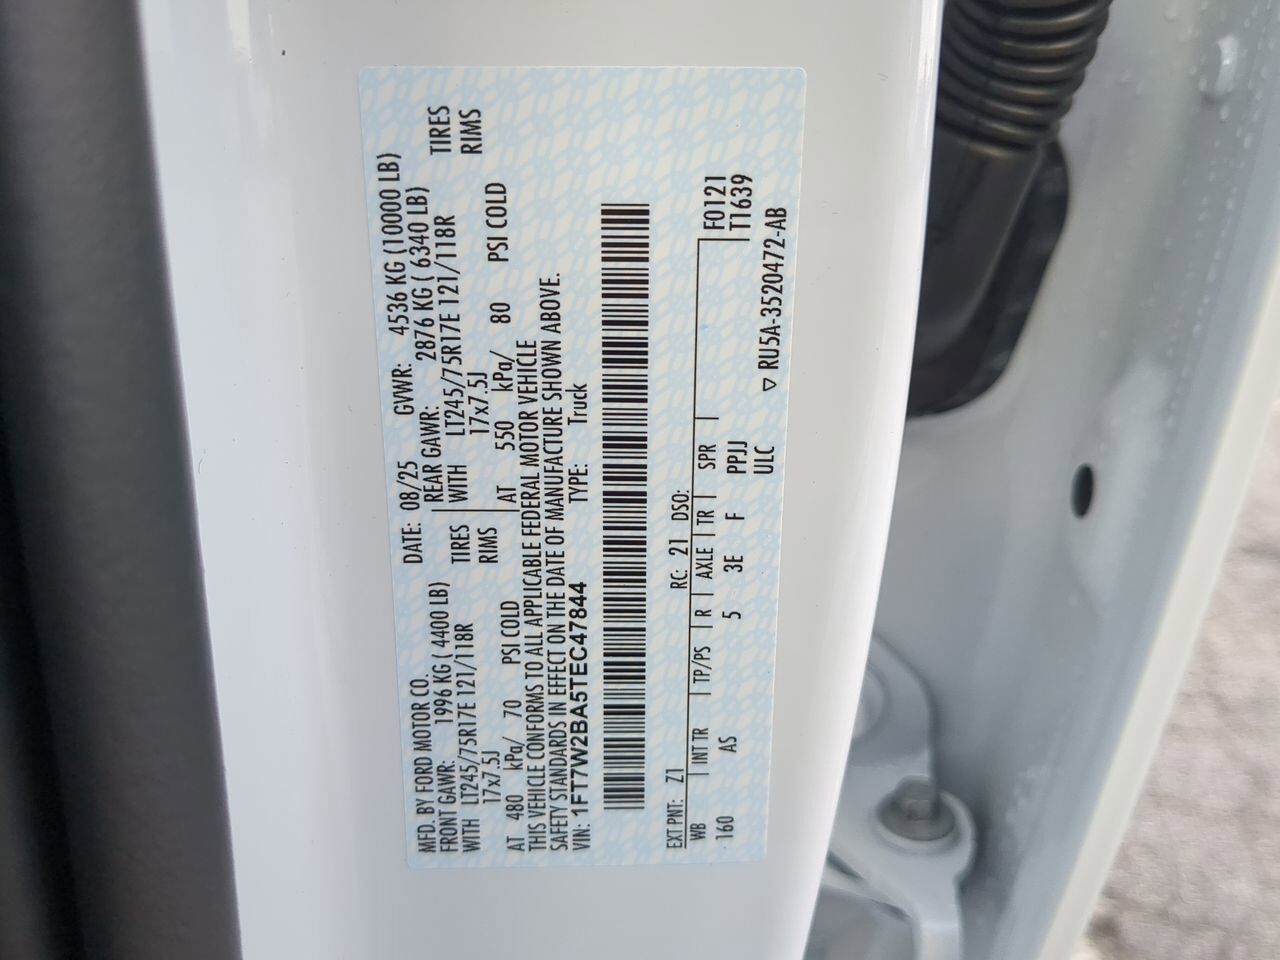 MFD. BY FORD MOTOR CO. DATE: 08/25 GVWR: 4536 KG (10000 LB)
FRONT GAWR: 1996 KG ( 4400 LB) REAR GAWR: 2876 KG ( 6340 LB)
WITH LT245/75R17E 121/118R TIRES WITH LT245/75R17E 121/118R TIRES
17x7.5J RIMS 17x7.5J RIMS
AT 480 kPa/ 70 PSI COLD AT 550 kPa/ 80 PSI COLD
THIS VEHICLE CONFORMS TO ALL APPLICABLE FEDERAL MOTOR VEHICLE
SAFETY STANDARDS IN EFFECT ON THE DATE OF MANUFACTURE SHOWN ABOVE.
VIN: 1FT7W2BA5TEC47844 TYPE: Truck
EXT PNT: Z1 RC: 21 DSO:
WB INT TR TP/PS R AXLE TR SPR F0121
160 AS 5 3E F PPJJ T1639
ULC
▽ RU5A-3520472-AB